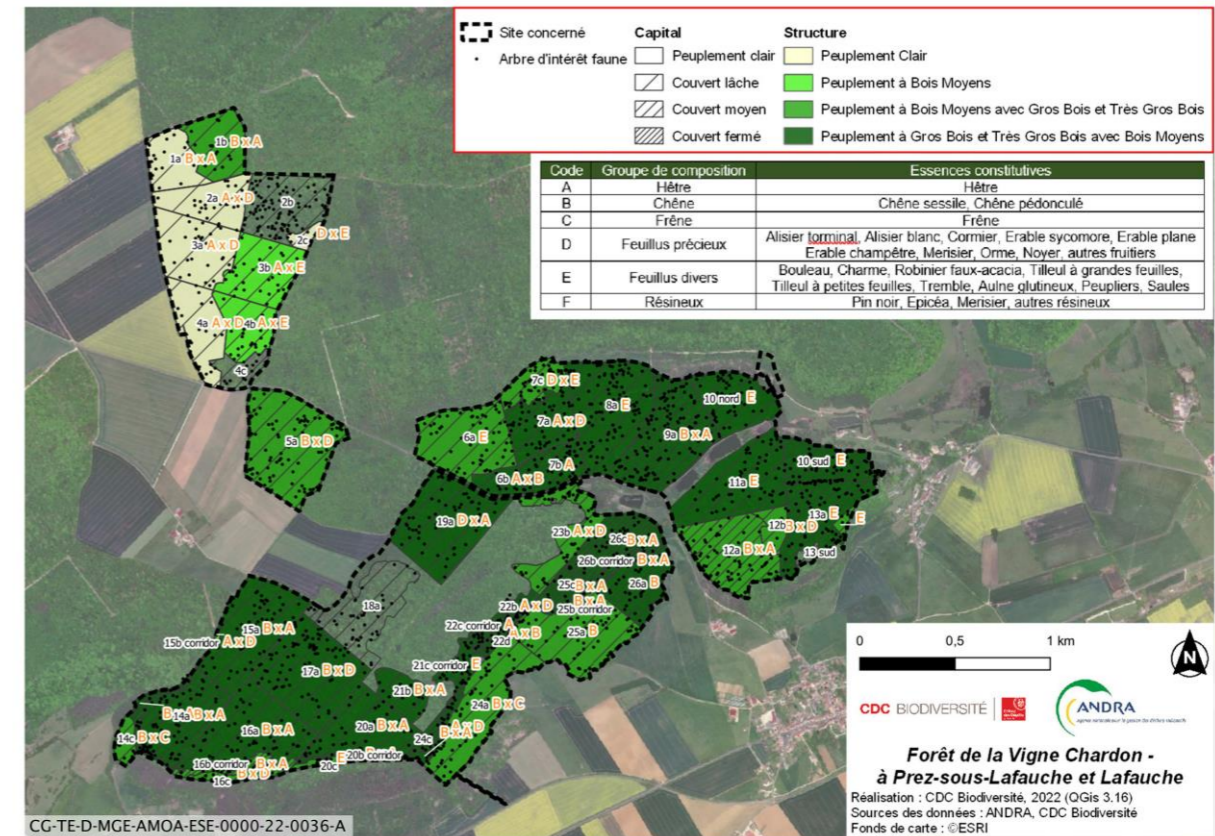 Site concerné
Arbre d'intérêt faune
Capital
Peuplement clair
Couvert lâche
Couvert moyen
Couvert fermé
Structure
Peuplement Clair
Peuplement à Bois Moyens
Peuplement à Bois Moyens avec Gros Bois et Très Gros Bois
Peuplement à Gros Bois et Très Gros Bois avec Bois Moyens
Code Groupe de composition Essences constitutives
A Hêtre Hêtre
B Chêne Chêne sessile, Chêne pédonculé
C Frêne Frêne
D Feuillus précieux Alisier torminal, Alisier blanc, Cormier, Erable sycomore, Erable plane
Erable champêtre, Merisier, Orme, Noyer, autres fruitiers
E Feuillus divers Bouleau, Charme, Robinier faux-acacia, Tilleul à grandes feuilles,
Tilleul à petites feuilles, Tremble, Aulne glutineux, Peupliers, Saules
F Résineux Pin noir, Epicéa, Merisier, autres résineux
1b B x A
1a B x A
2a A x D
2b
2c D x E
3a A x D
3b A x E
4a A x D
4b A x E
4c
5a B x D
7c D x E
8a E
10 nord E
7a A x D
6a E
9a B x A
7b A
6b A x B
10 sud E
11a E
19a D x A
13a E
E
12b B x D
23b A x D
26c B x A
12a B x A
13 sud
26b corridor B x A
25c B x A
26a B
18a
22b A x D
B x A
25b corridor
22c corridor A
22d A x B
25a B
15a B x A
15b corridor A x D
21c corridor E
17a B x D
21b B x A
24a B x C
14a B x A
20a B x A
A x D
16a B x A
14c B x C
24c B x A
20b corridor
20c E
16b corridor B x A
16c B x D
0 0,5 1 km
N
CDC BIODIVERSITÉ
ANDRA
Forêt de la Vigne Chardon -
à Prez-sous-Lafauche et Lafauche
Réalisation : CDC Biodiversité, 2022 (QGis 3.16)
Sources des données : ANDRA, CDC Biodiversité
Fonds de carte : ©ESRI
CG-TE-D-MGE-AMOA-ESE-0000-22-0036-A